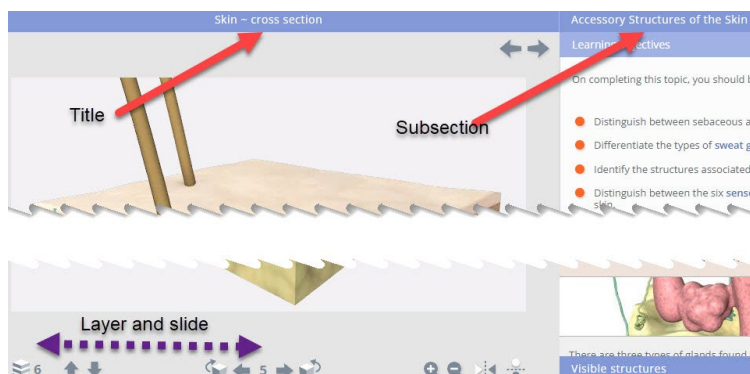 Skin ~ cross section
Accessory Structures of the Skin
Learning Objectives
On completing this topic, you should b
Title
Subsection
Distinguish between sebaceous a
Differentiate the types of sweat g
Identify the structures associated
Distinguish between the six sens
skin.
Layer and slide
There are three types of glands found
6
5
Visible structures